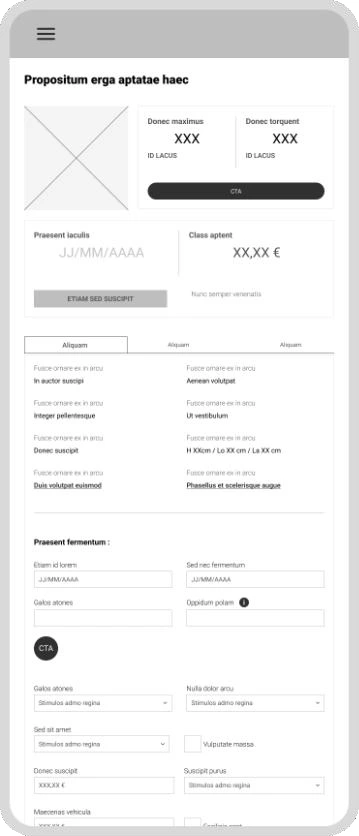 Propositum erga aptatae haec
Donec maximus
Donec torquent
XXX
XXX
ID LACUS
ID LACUS
CTA
Praesent iaculis
Class aptent
JJ/MM/AAAA
XX,XX €
ETIAM SED SUSCIPIT
Nunc semper venenatis
Aliquam
Aliquam
Aliquam
Fusce ornare ex in arcu
Fusce ornare ex in arcu
In auctor suscipi
Aenean volutpat
Fusce ornare ex in arcu
Fusce ornare ex in arcu
Integer pellentesque
Ut vestibulum
Fusce ornare ex in arcu
Fusce ornare ex in arcu
Donec suscipit
H XXcm / Lo XX cm / La XX cm
Fusce ornare ex in arcu
Fusce ornare ex in arcu
Duis volutpat euismod
Phasellus et scelerisque augue
Praesent fermentum :
Etiam id lorem
Sed nec fermentum
JJ/MM/AAAA
JJ/MM/AAAA
Galos atones
Oppidum polam i
CTA
Galos atones
Nulla dolor arcu
Stimulos admo regina
Stimulos admo regina
Sed sit amet
Stimulos admo regina
Vulputate massa
Donec suscipit
Suscipit purus
XXX,XX €
Stimulos admo regina
Maecenas vehicula